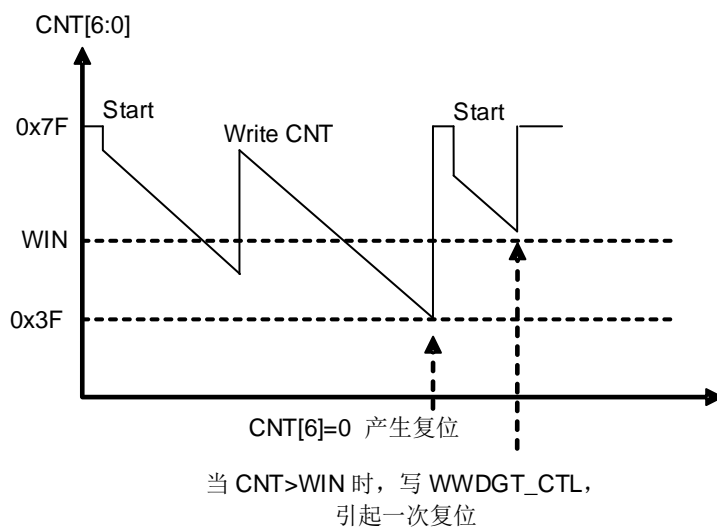 CNT[6:0]
Start
Start
0x7F
Write CNT
WIN
0x3F
CNT[6]=0 产生复位
当 CNT>WIN 时，写 WWDGT_CTL，
引起一次复位